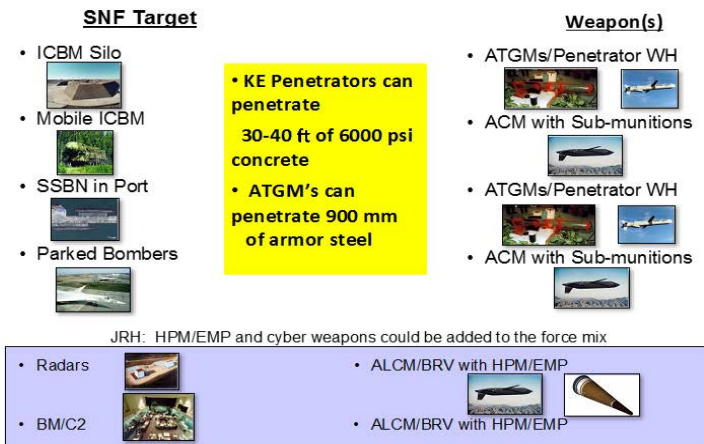 SNF Target
• ICBM Silo
• Mobile ICBM
• SSBN in Port
• Parked Bombers
• KE Penetrators can
penetrate
30-40 ft of 6000 psi
concrete
• ATGM's can
penetrate 900 mm
of armor steel
Weapon(s)
• ATGMs/Penetrator WH
• ACM with Sub-munitions
• ATGMs/Penetrator WH
• ACM with Sub-munitions
JRH: HPM/EMP and cyber weapons could be added to the force mix
• Radars
• BM/C2
• ALCM/BRV with HPM/EMP
• ALCM/BRV with HPM/EMP